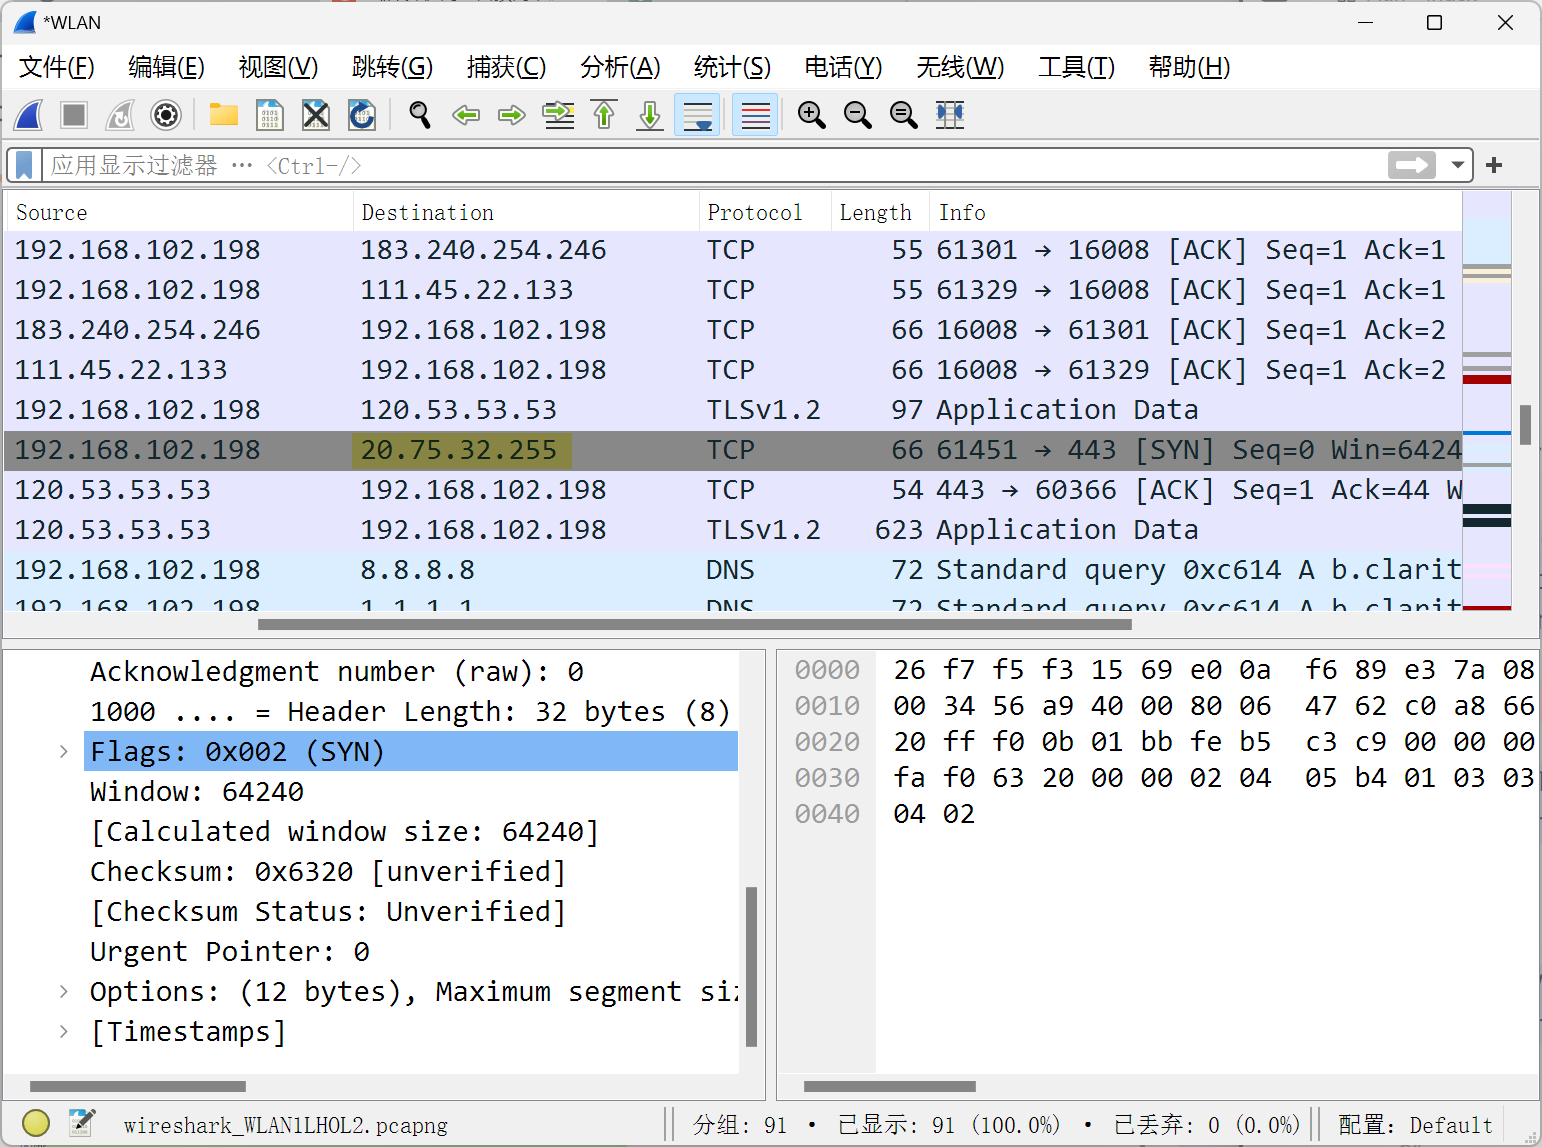 *WLAN
文件(F) 编辑(E) 视图(V) 跳转(G) 捕获(C) 分析(A) 统计(S) 电话(Y) 无线(W) 工具(T) 帮助(H)
应用显示过滤器 … <Ctrl-/>
Source Destination Protocol Length Info
192.168.102.198 183.240.254.246 TCP 55 61301 → 16008 [ACK] Seq=1 Ack=1
192.168.102.198 111.45.22.133 TCP 55 61329 → 16008 [ACK] Seq=1 Ack=1
183.240.254.246 192.168.102.198 TCP 66 16008 → 61301 [ACK] Seq=1 Ack=2
111.45.22.133 192.168.102.198 TCP 66 16008 → 61329 [ACK] Seq=1 Ack=2
192.168.102.198 120.53.53.53 TLSv1.2 97 Application Data
192.168.102.198 20.75.32.255 TCP 66 61451 → 443 [SYN] Seq=0 Win=6424
120.53.53.53 192.168.102.198 TCP 54 443 → 60366 [ACK] Seq=1 Ack=44 W
120.53.53.53 192.168.102.198 TLSv1.2 623 Application Data
192.168.102.198 8.8.8.8 DNS 72 Standard query 0xc614 A b.clarit
192.168.102.198 1.1.1.1 DNS 72 Standard query 0xc614 A b.clarit
Acknowledgment number (raw): 0
1000 .... = Header Length: 32 bytes (8)
Flags: 0x002 (SYN)
Window: 64240
[Calculated window size: 64240]
Checksum: 0x6320 [unverified]
[Checksum Status: Unverified]
Urgent Pointer: 0
Options: (12 bytes), Maximum segment siz
[Timestamps]
0000 26 f7 f5 f3 15 69 e0 0a f6 89 e3 7a 08
0010 00 34 56 a9 40 00 80 06 47 62 c0 a8 66
0020 20 ff f0 0b 01 bb fe b5 c3 c9 00 00 00
0030 fa f0 63 20 00 00 02 04 05 b4 01 03 03
0040 04 02
wireshark_WLAN1LHOL2.pcapng 分组: 91 · 已显示: 91 (100.0%) · 已丢弃: 0 (0.0%) 配置: Default